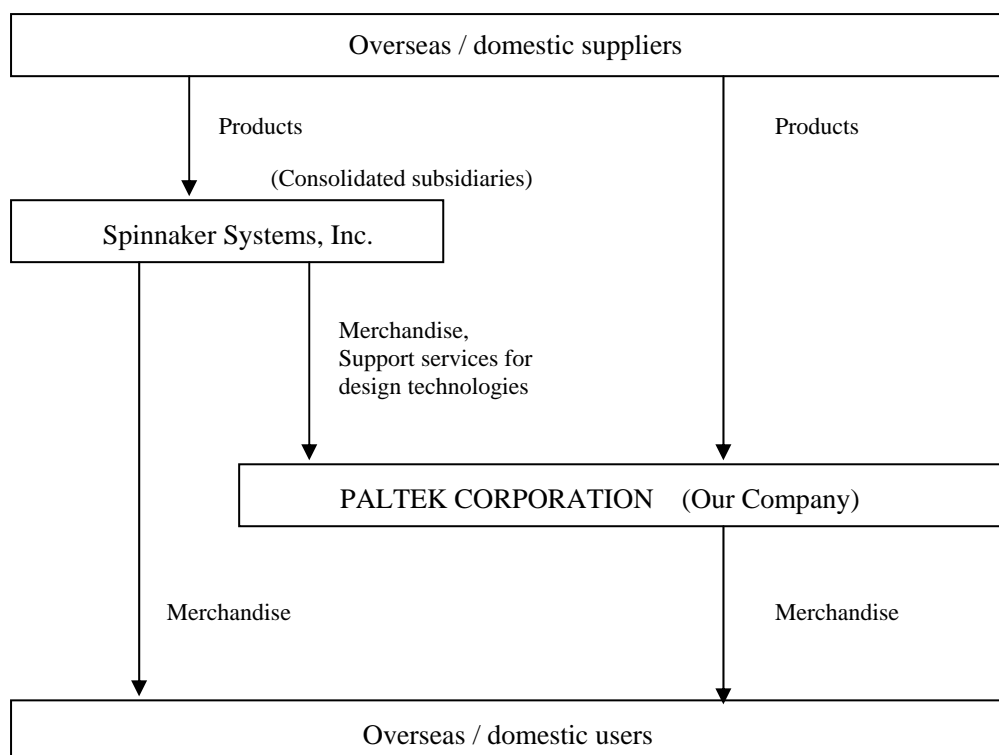 Overseas / domestic suppliers
Products
Products
(Consolidated subsidiaries)
Spinnaker Systems, Inc.
Merchandise,
Support services for
design technologies
PALTEK CORPORATION (Our Company)
Merchandise
Merchandise
Overseas / domestic users